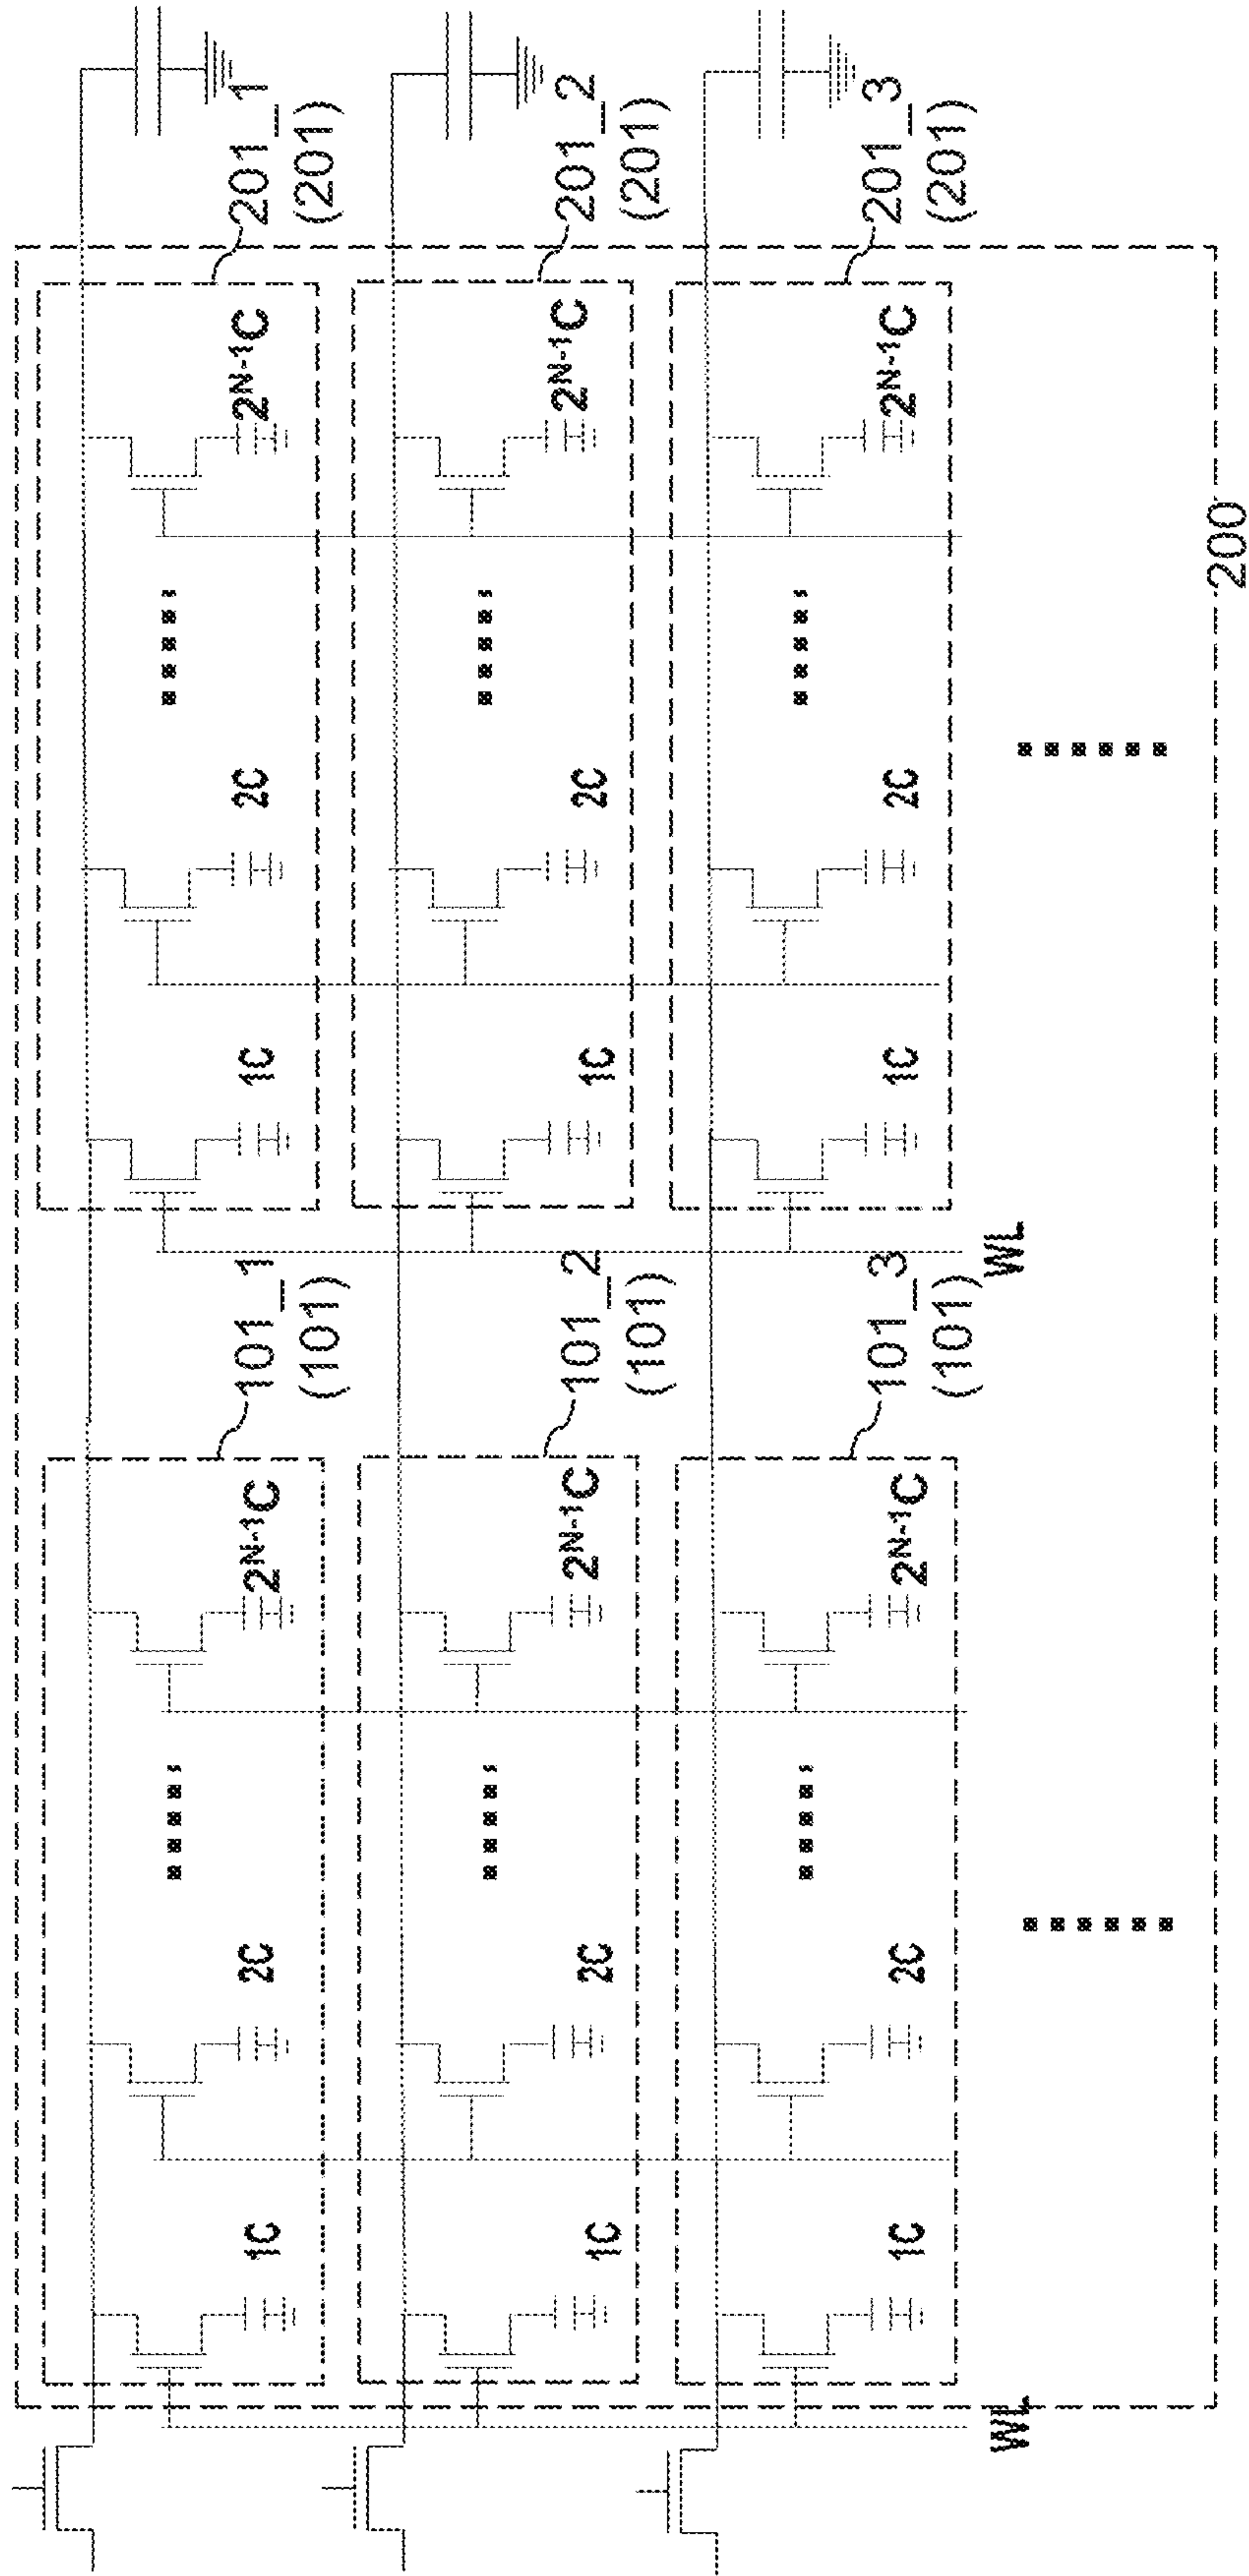 1C 2C 2ᴺ⁻¹C 101_1 1C 2C 2ᴺ⁻¹C 201_1
(101) (201)
1C 2C 2ᴺ⁻¹C 101_2 1C 2C 2ᴺ⁻¹C 201_2
(101) (201)
1C 2C 2ᴺ⁻¹C 101_3 1C 2C 2ᴺ⁻¹C 201_3
(101) (201)
WL WL
200